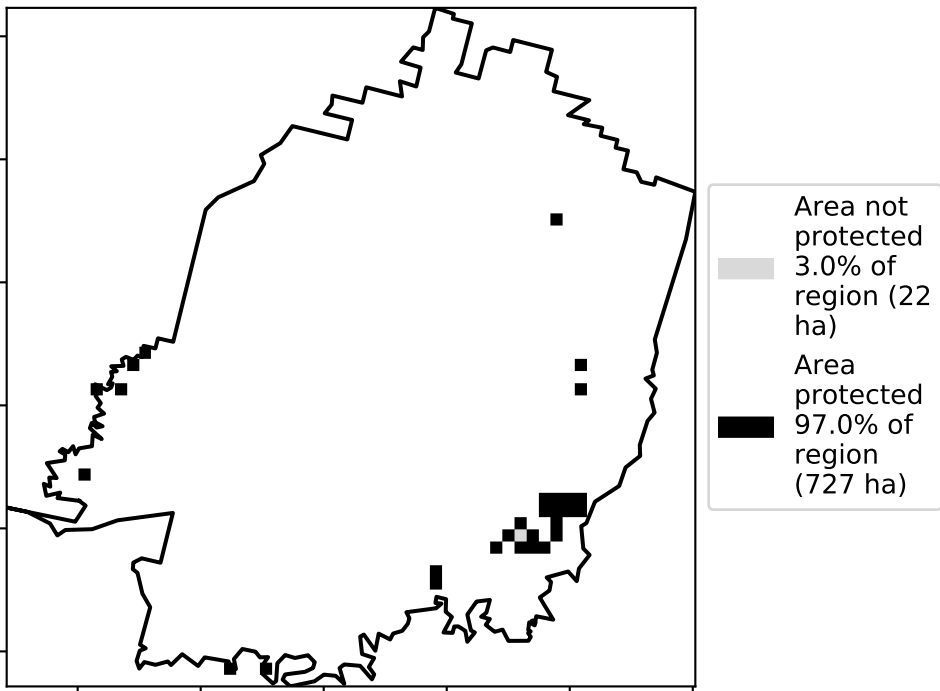 Area not
protected
3.0% of
region (22
ha)
Area
protected
97.0% of
region
(727 ha)